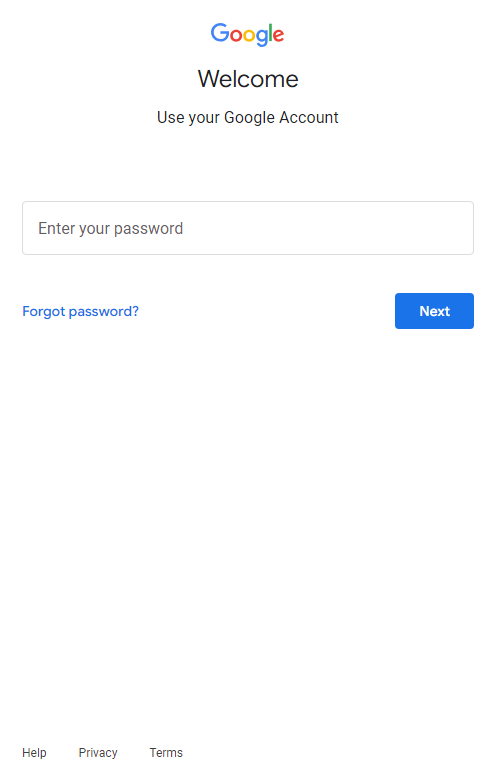 Google
Welcome
Use your Google Account
Enter your password
Forgot password?
Next
Help
Privacy
Terms